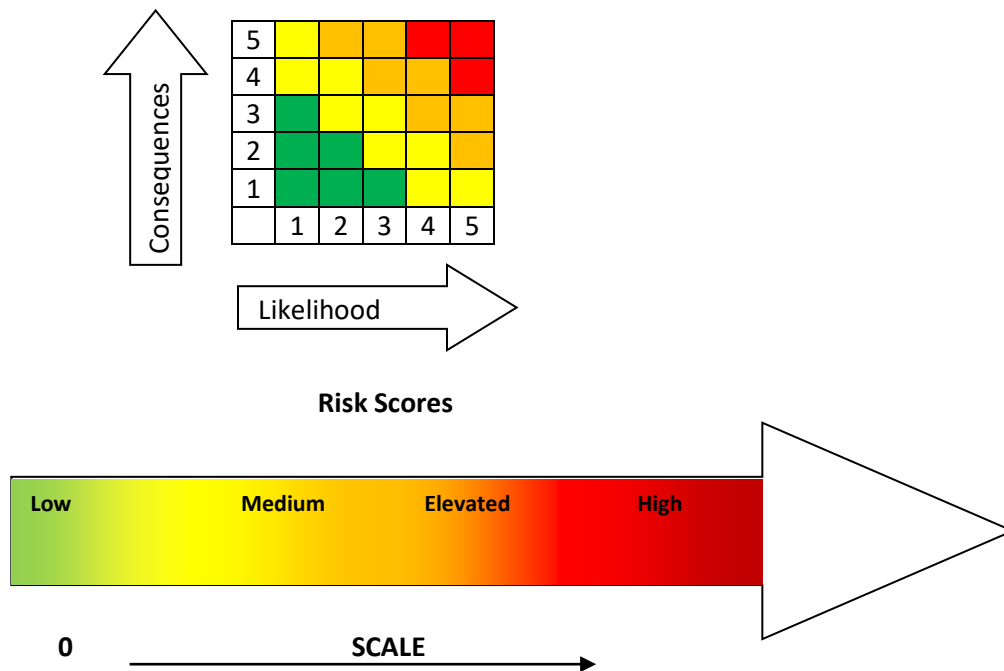 Consequences
5
4
3
2
1
1 2 3 4 5
Likelihood
Risk Scores
Low Medium Elevated High
0 SCALE